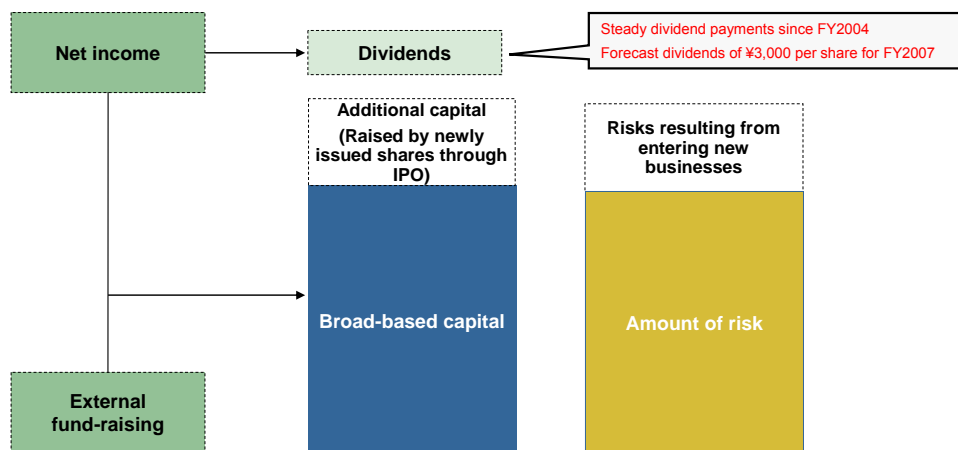 Net income
Dividends
Steady dividend payments since FY2004
Forecast dividends of ¥3,000 per share for FY2007
Additional capital
(Raised by newly
issued shares through
IPO)
Risks resulting from
entering new
businesses
Broad-based capital
Amount of risk
External
fund-raising